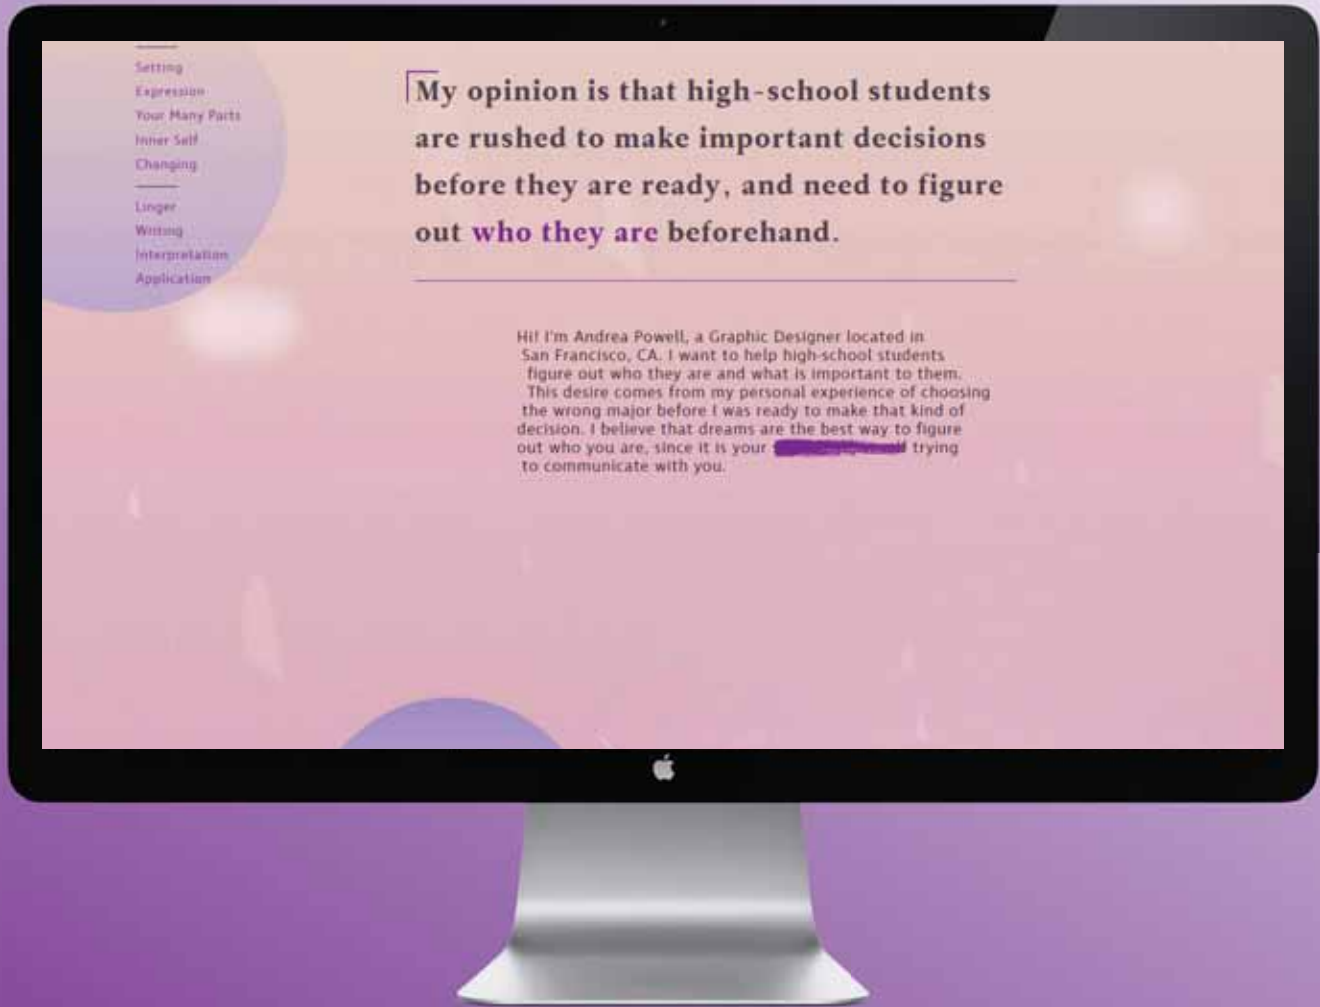 Setting
Expression
Your Many Parts
Inner Self
Changing
Linger
Writing
Interpretation
Application
My opinion is that high-school students
are rushed to make important decisions
before they are ready, and need to figure
out who they are beforehand.
Hi! I'm Andrea Powell, a Graphic Designer located in
San Francisco, CA. I want to help high-school students
figure out who they are and what is important to them.
This desire comes from my personal experience of choosing
the wrong major before I was ready to make that kind of
decision. I believe that dreams are the best way to figure
out who you are, since it is your trying
to communicate with you.